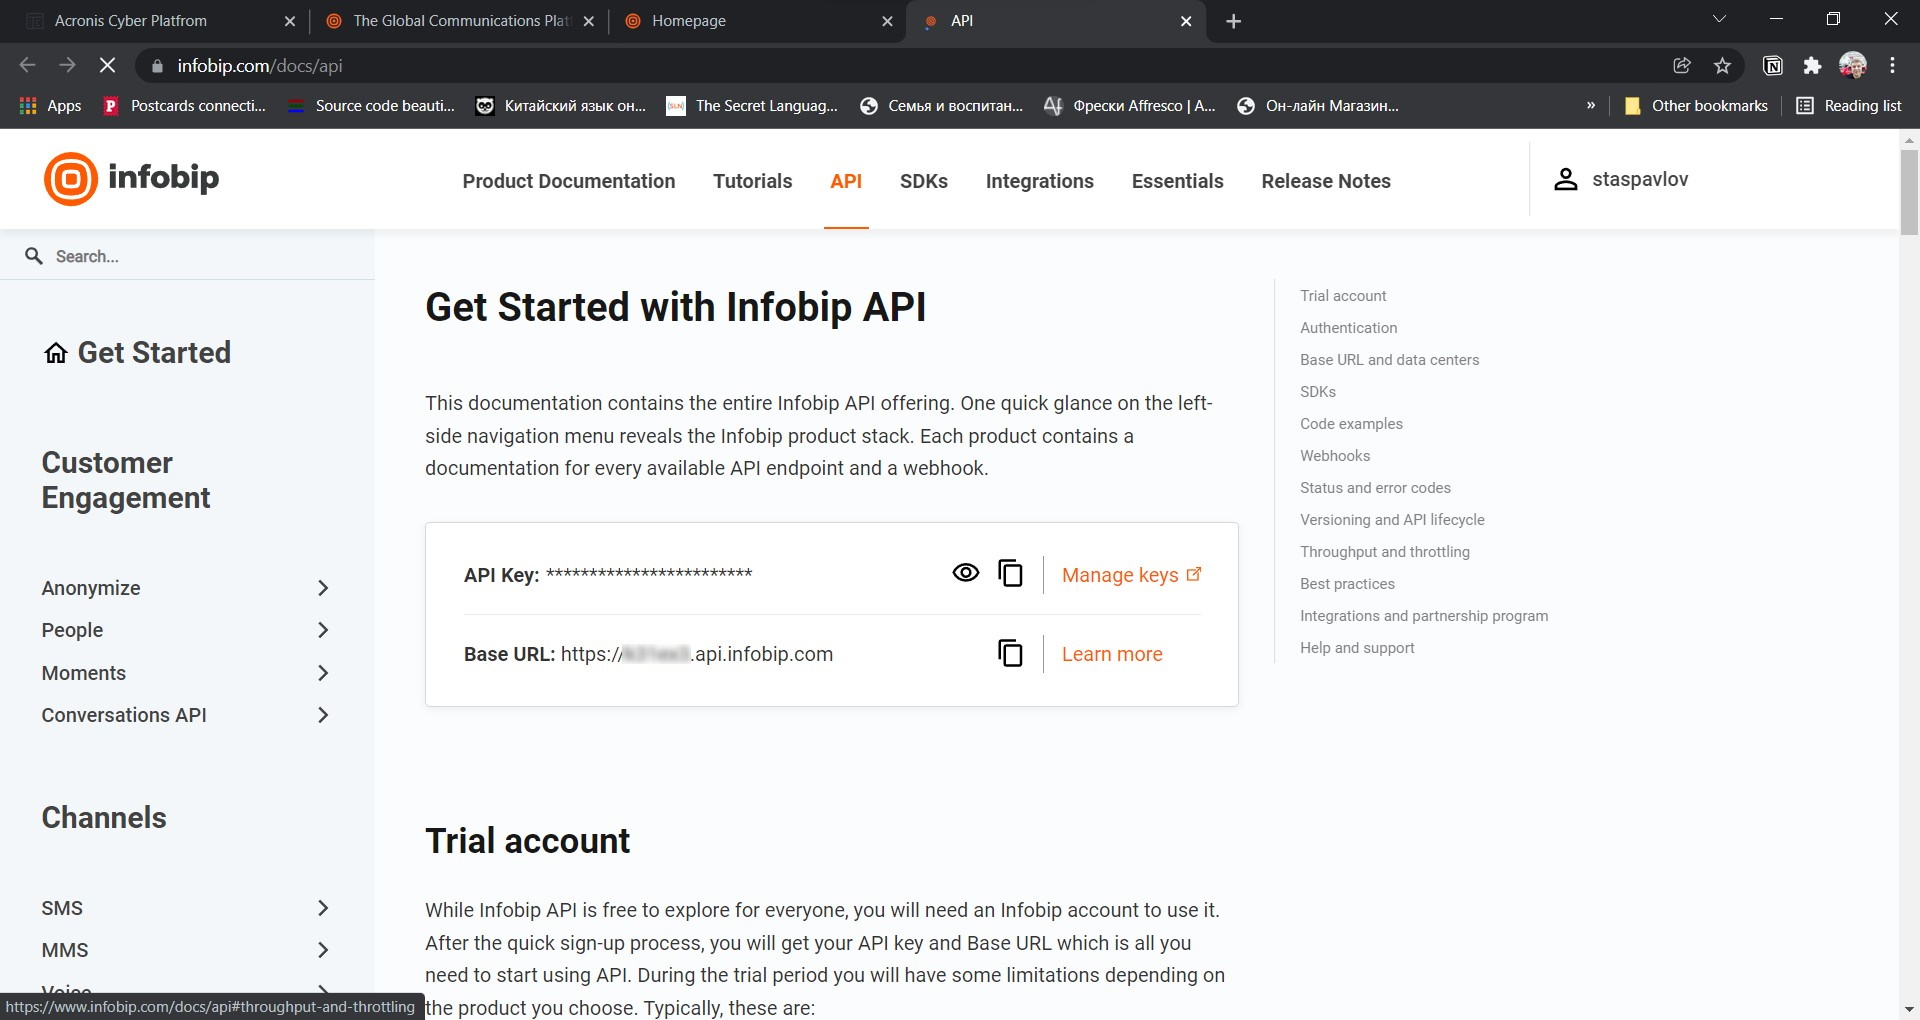 Acronis Cyber Platfrom
The Global Communications Plat
Homepage
API
infobip.com/docs/api
Apps
Postcards connecti...
Source code beauti...
Китайский язык он...
The Secret Languag...
Семья и воспитан...
Фрески Affresco | A...
Он-лайн Магазин...
»
Other bookmarks
Reading list
infobip
Product Documentation
Tutorials
API
SDKs
Integrations
Essentials
Release Notes
staspavlov
Search...
Get Started
Customer
Engagement
Anonymize
People
Moments
Conversations API
Channels
SMS
MMS
Voice
https://www.infobip.com/docs/api#throughput-and-throttling
Get Started with Infobip API
This documentation contains the entire Infobip API offering. One quick glance on the left-
side navigation menu reveals the Infobip product stack. Each product contains a
documentation for every available API endpoint and a webhook.
API Key: ************************
Manage keys
Base URL: https:// .api.infobip.com
Learn more
Trial account
While Infobip API is free to explore for everyone, you will need an Infobip account to use it.
After the quick sign-up process, you will get your API key and Base URL which is all you
need to start using API. During the trial period you will have some limitations depending on
the product you choose. Typically, these are:
Trial account
Authentication
Base URL and data centers
SDKs
Code examples
Webhooks
Status and error codes
Versioning and API lifecycle
Throughput and throttling
Best practices
Integrations and partnership program
Help and support